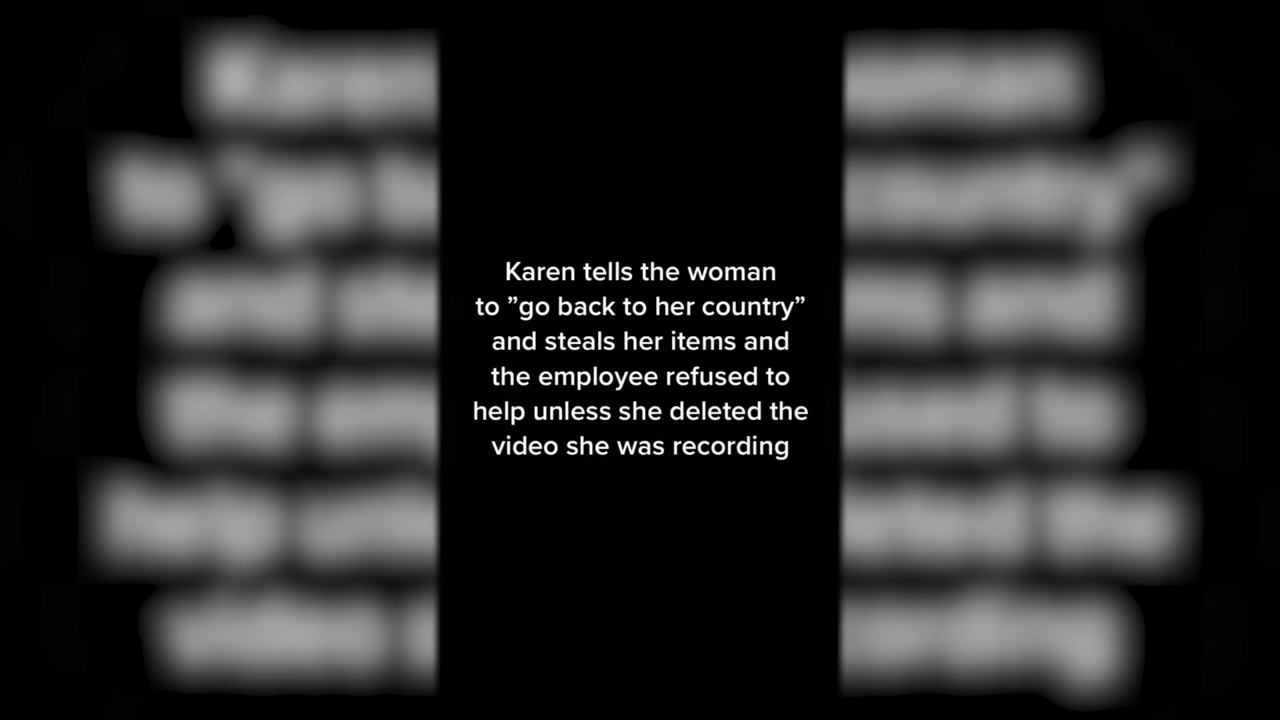 Karen tells the woman
to ”go back to her country”
and steals her items and
the employee refused to
help unless she deleted the
video she was recording